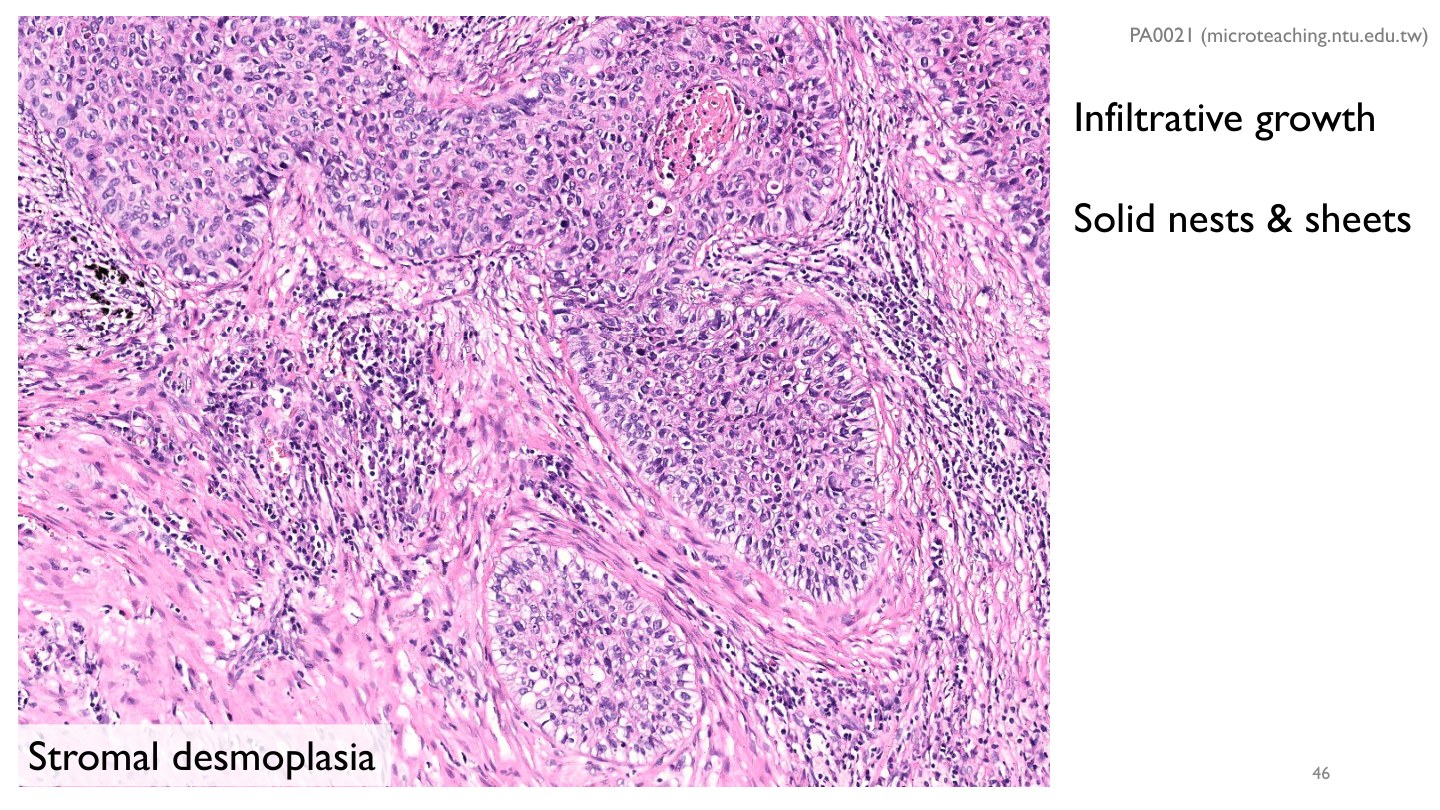 PA0021 (microteaching.ntu.edu.tw)
Infiltrative growth
Solid nests & sheets
Stromal desmoplasia
46